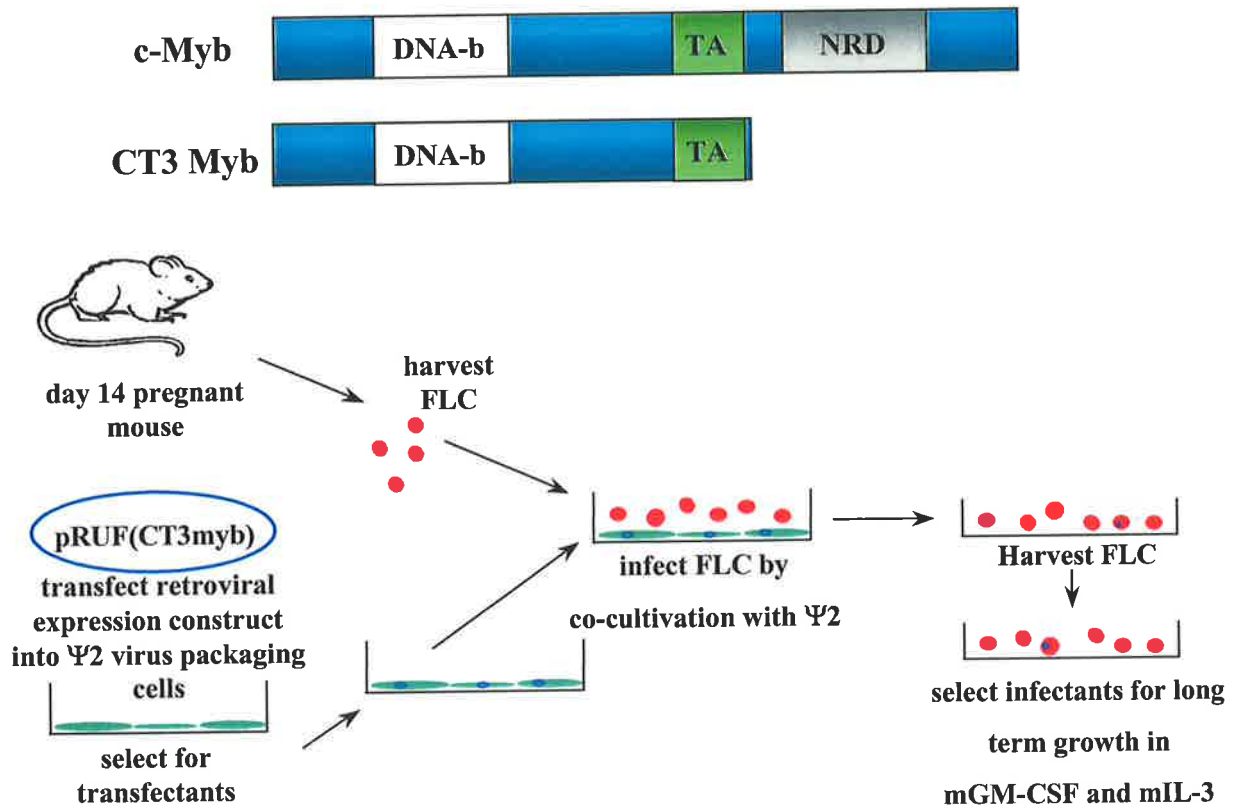 c-Myb
DNA-b
TA
NRD
CT3 Myb
DNA-b
TA
day 14 pregnant
mouse
harvest
FLC
pRUF(CT3myb)
transfect retroviral
expression construct
into Ψ2 virus packaging
cells
select for
transfectants
infect FLC by
co-cultivation with Ψ2
Harvest FLC
select infectants for long
term growth in
mGM-CSF and mIL-3